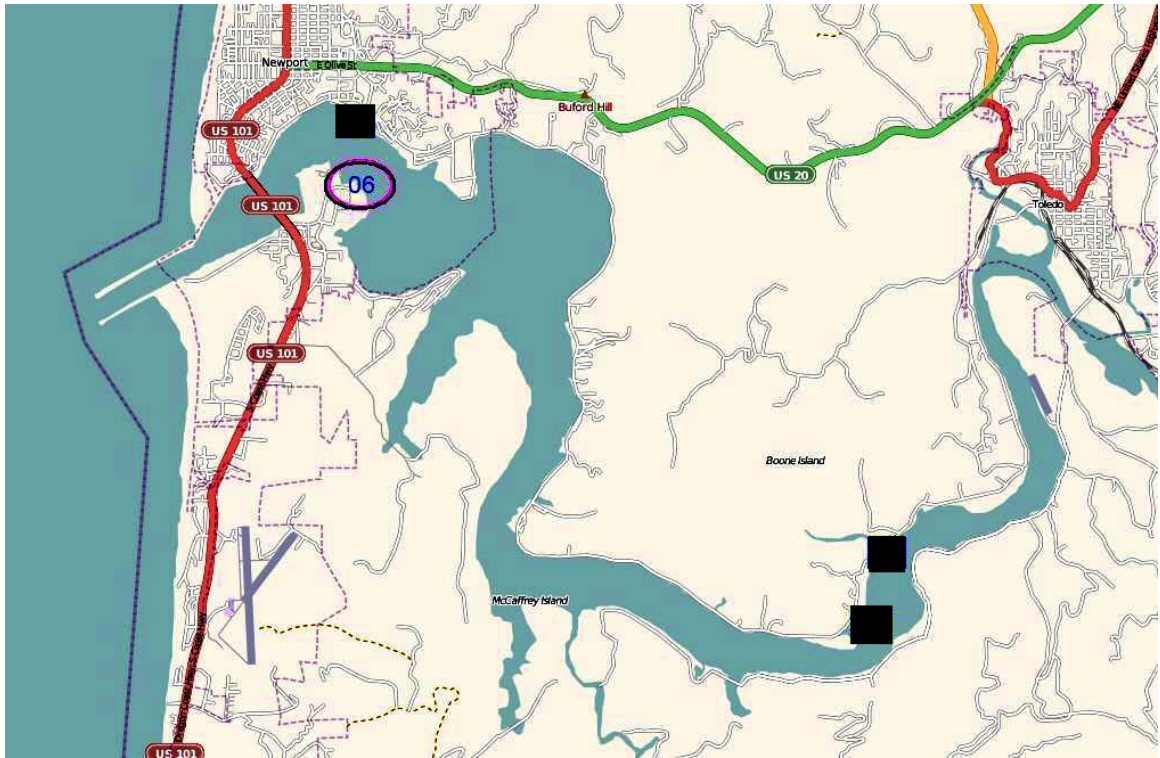 Newport
E Olive St
Buford Hill
US 101
06
US 20
US 101
Toledo
US 101
Boone Island
McCaffrey Island
US 101